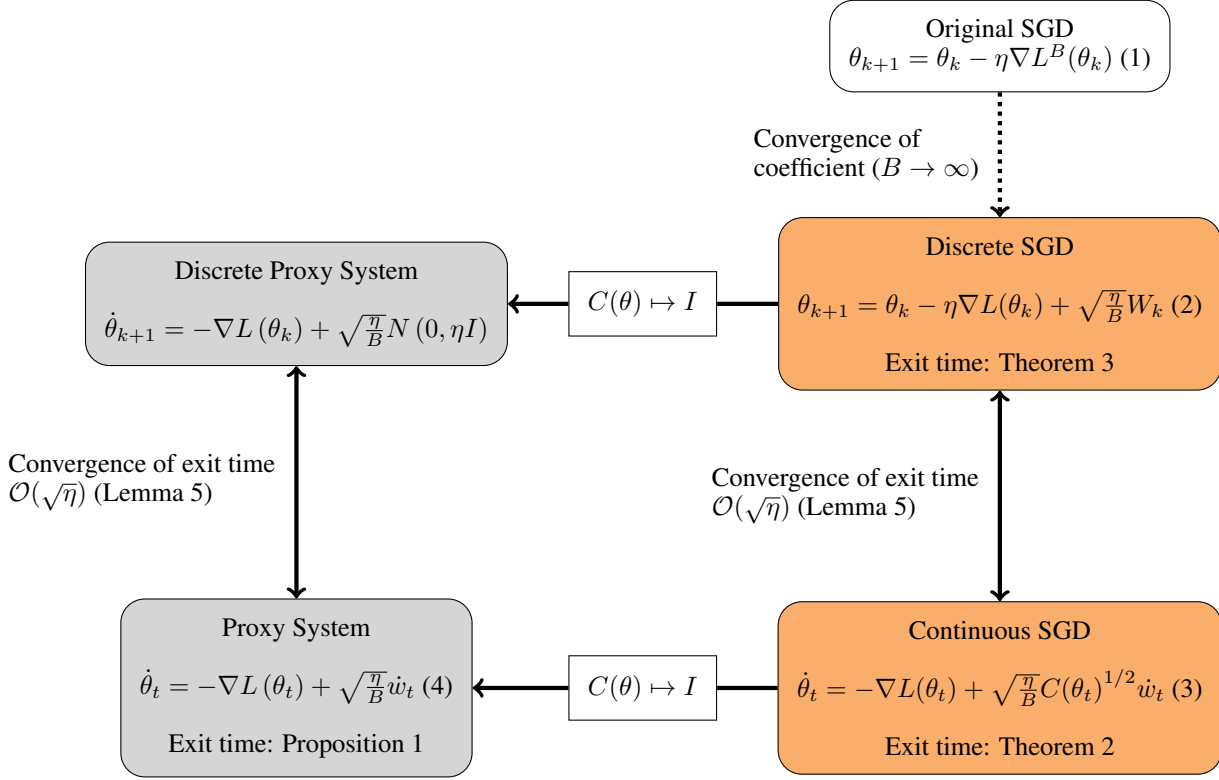 Original SGD
θ_{k+1} = θ_k − η∇L^B(θ_k) (1)
Convergence of
coefficient (B → ∞)
Discrete Proxy System
θ̇_{k+1} = −∇L (θ_k) + √(η/B) N (0, ηI)
C(θ) ↦ I
Discrete SGD
θ_{k+1} = θ_k − η∇L(θ_k) + √(η/B) W_k (2)
Exit time: Theorem 3
Convergence of exit time
O(√η) (Lemma 5)
Convergence of exit time
O(√η) (Lemma 5)
Proxy System
θ̇_t = −∇L (θ_t) + √(η/B) ẇ_t (4)
Exit time: Proposition 1
C(θ) ↦ I
Continuous SGD
θ̇_t = −∇L(θ_t) + √(η/B) C(θ_t)^{1/2} ẇ_t (3)
Exit time: Theorem 2